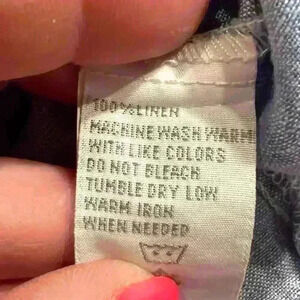 100% LINEN
MACHINE WASH WARM
WITH LIKE COLORS
DO NOT BLEACH
TUMBLE DRY LOW
WARM IRON
WHEN NEEDED